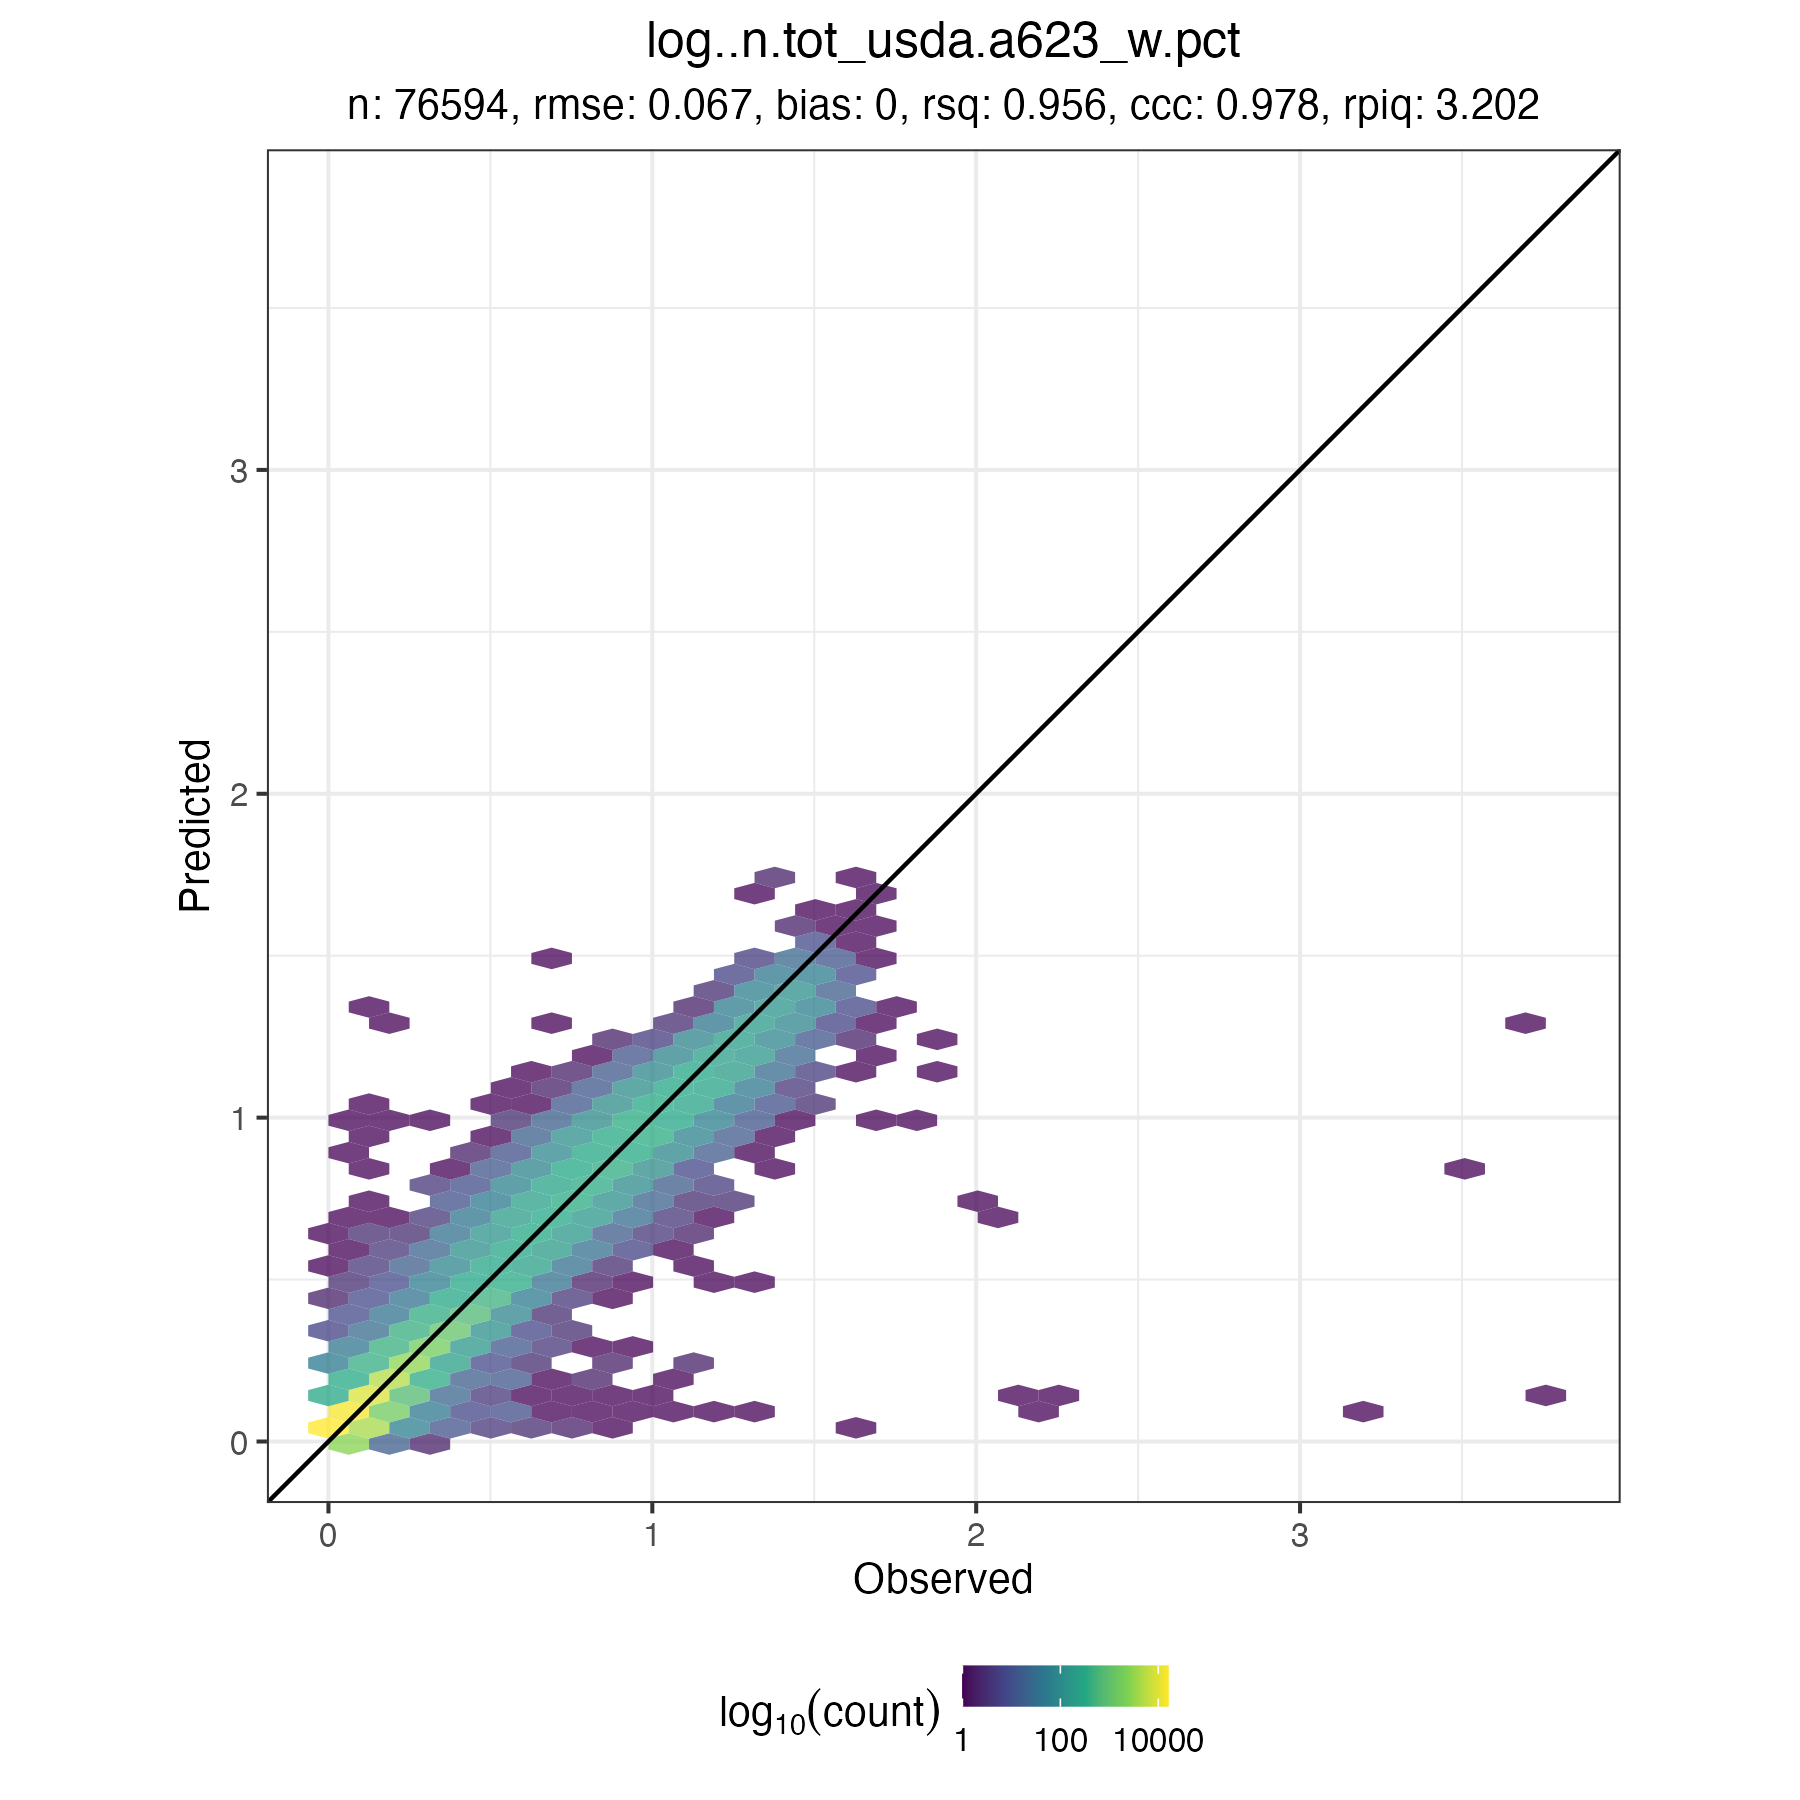 log..n.tot_usda.a623_w.pct
n: 76594, rmse: 0.067, bias: 0, rsq: 0.956, ccc: 0.978, rpiq: 3.202
Predicted
3
2
1
0
0 1 2 3
Observed
log₁₀(count)
1 100 10000